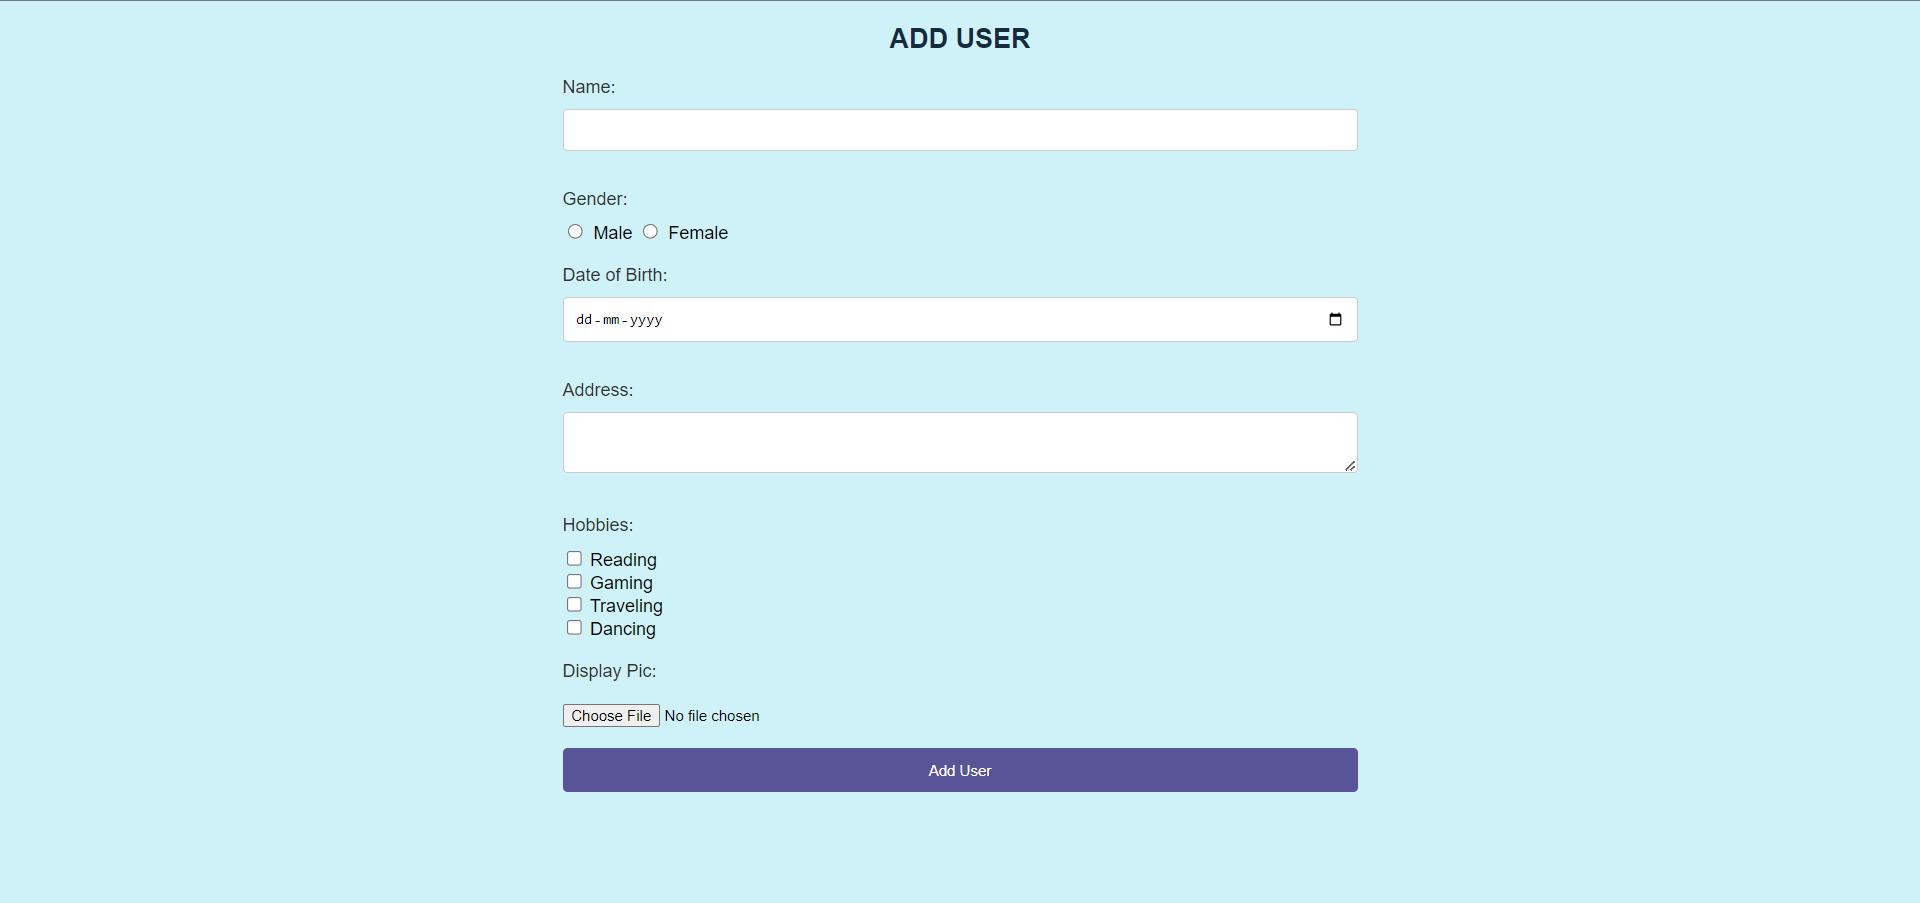 ADD USER
Name:
Gender:
Male Female
Date of Birth:
dd-mm-yyyy
Address:
Hobbies:
Reading
Gaming
Traveling
Dancing
Display Pic:
Choose File No file chosen
Add User